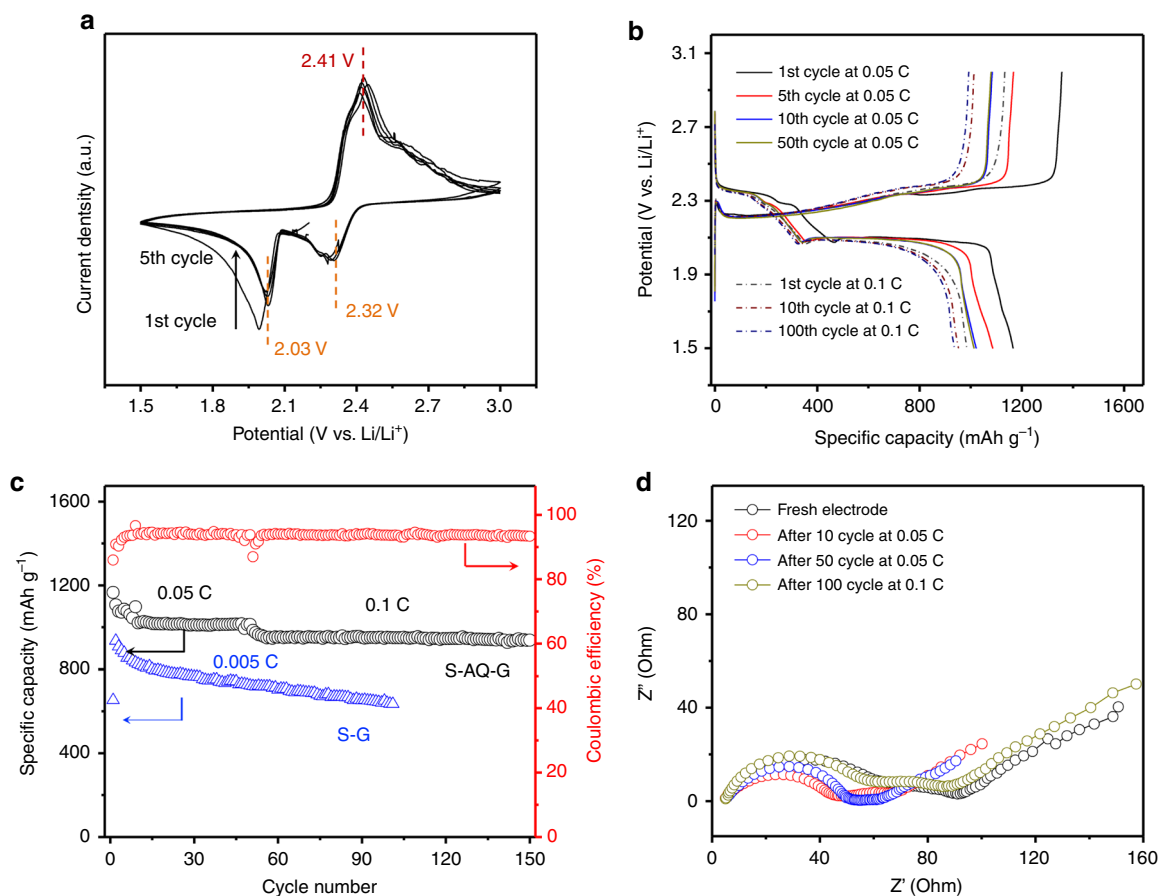 a
Current dentsity (a.u.)
2.41 V
5th cycle
1st cycle
2.32 V
2.03 V
1.5 1.8 2.1 2.4 2.7 3.0
Potential (V vs. Li/Li⁺)
b
Potential (V vs. Li/Li⁺)
3.1
2.7
2.3
1.9
1.5
1st cycle at 0.05 C
5th cycle at 0.05 C
10th cycle at 0.05 C
50th cycle at 0.05 C
1st cycle at 0.1 C
10th cycle at 0.1 C
100th cycle at 0.1 C
0 400 800 1200 1600
Specific capacity (mAh g⁻¹)
c
Specific capacity (mAh g⁻¹)
1600
1200
800
400
0
0.05 C
0.1 C
0.005 C
S-AQ-G
S-G
100
80
60
40
20
0
Coulombic efficiency (%)
0 30 60 90 120 150
Cycle number
d
Z'' (Ohm)
120
80
40
0
Fresh electrode
After 10 cycle at 0.05 C
After 50 cycle at 0.05 C
After 100 cycle at 0.1 C
0 40 80 120 160
Z' (Ohm)